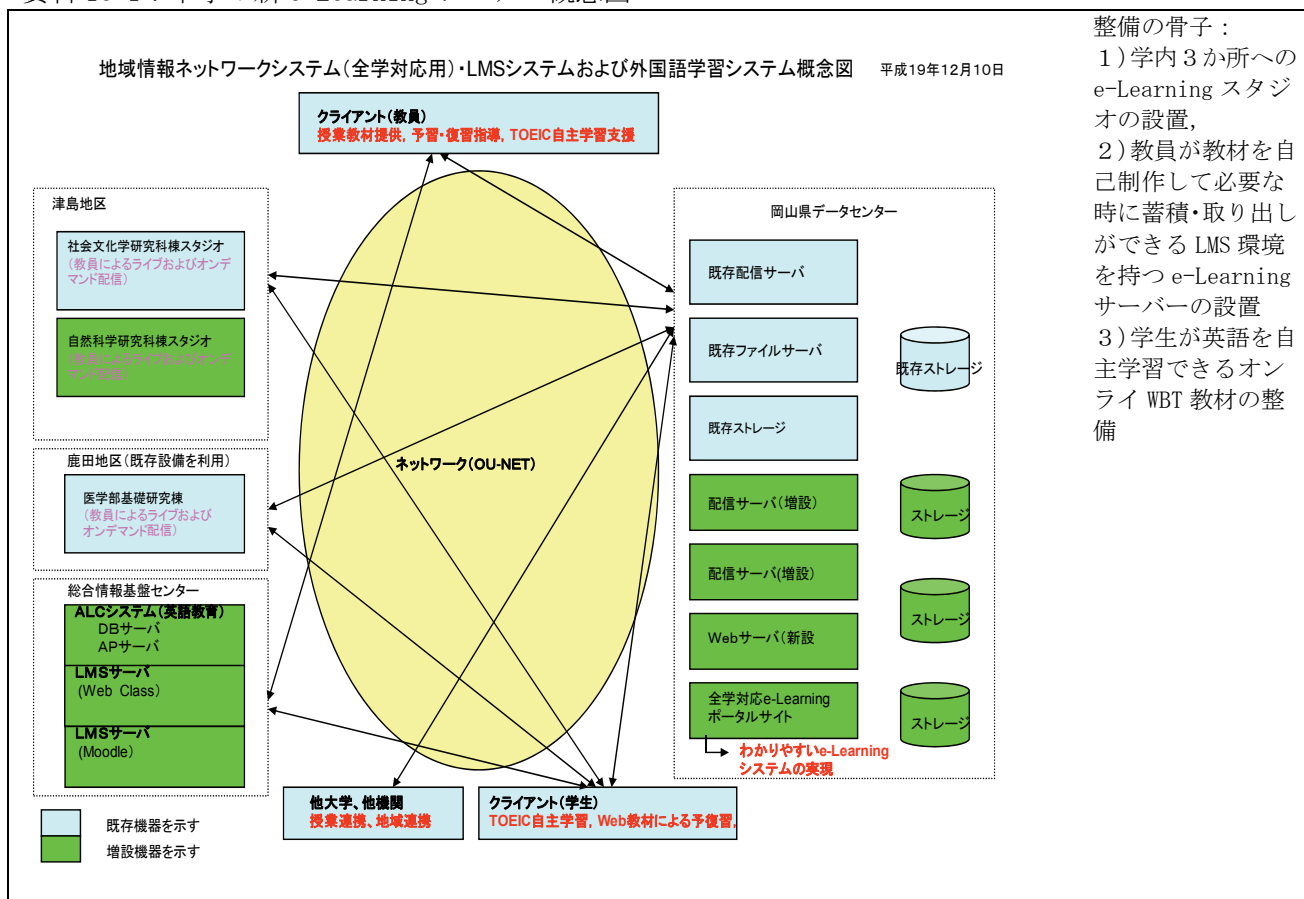 地域情報ネットワークシステム(全学対応用)・LMSシステムおよび外国語学習システム概念図 平成19年12月10日
クライアント(教員)
授業教材提供, 予習・復習指導, TOEIC自主学習支援
津島地区
社会文化学研究科棟スタジオ
(教員によるライブおよびオンデ
マンド配信)
自然科学研究科棟スタジオ
(教員によるライブおよびオンデ
マンド配信)
鹿田地区(既存設備を利用)
医学部基礎研究棟
(教員によるライブおよび
オンデマンド配信)
総合情報基盤センター
ALCシステム(英語教育)
DBサーバ
APサーバ
LMSサーバ
(Web Class)
LMSサーバ
(Moodle)
既存機器を示す
増設機器を示す
ネットワーク(OU-NET)
他大学、他機関
授業連携、地域連携
クライアント(学生)
TOEIC自主学習, Web教材による予復習,
岡山県データセンター
既存配信サーバ
既存ファイルサーバ
既存ストレージ
既存ストレージ
配信サーバ(増設)
ストレージ
配信サーバ(増設)
ストレージ
Webサーバ(新設
全学対応e-Learning
ポータルサイト
ストレージ
わかりやすいe-Learning
システムの実現
整備の骨子：
１)学内３か所への
e-Learning スタジ
オの設置,
２)教員が教材を自
己制作して必要な
時に蓄積・取り出し
ができる LMS 環境
を持つ e-Learning
サーバーの設置
３)学生が英語を自
主学習できるオン
ライ WBT 教材の整
備